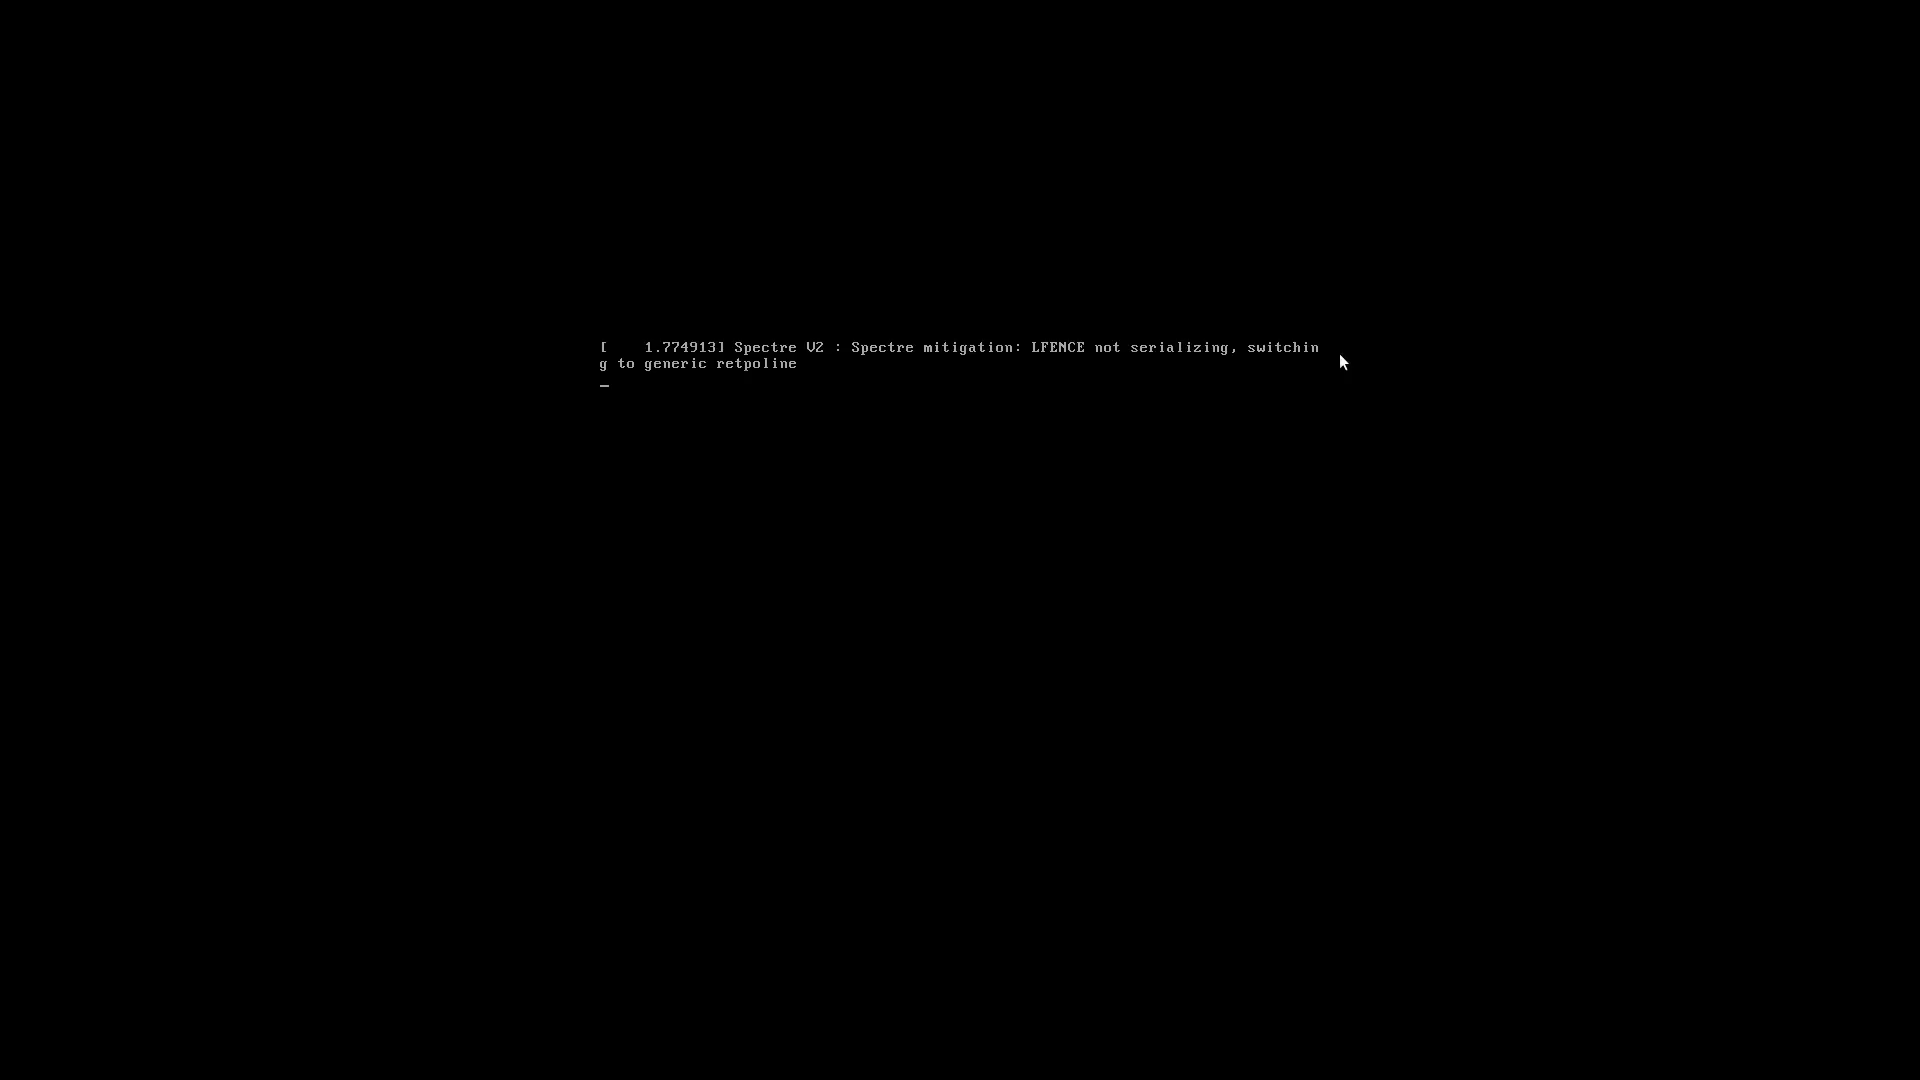 [    1.774913] Spectre V2 : Spectre mitigation: LFENCE not serializing, switchin
g to generic retpoline
_